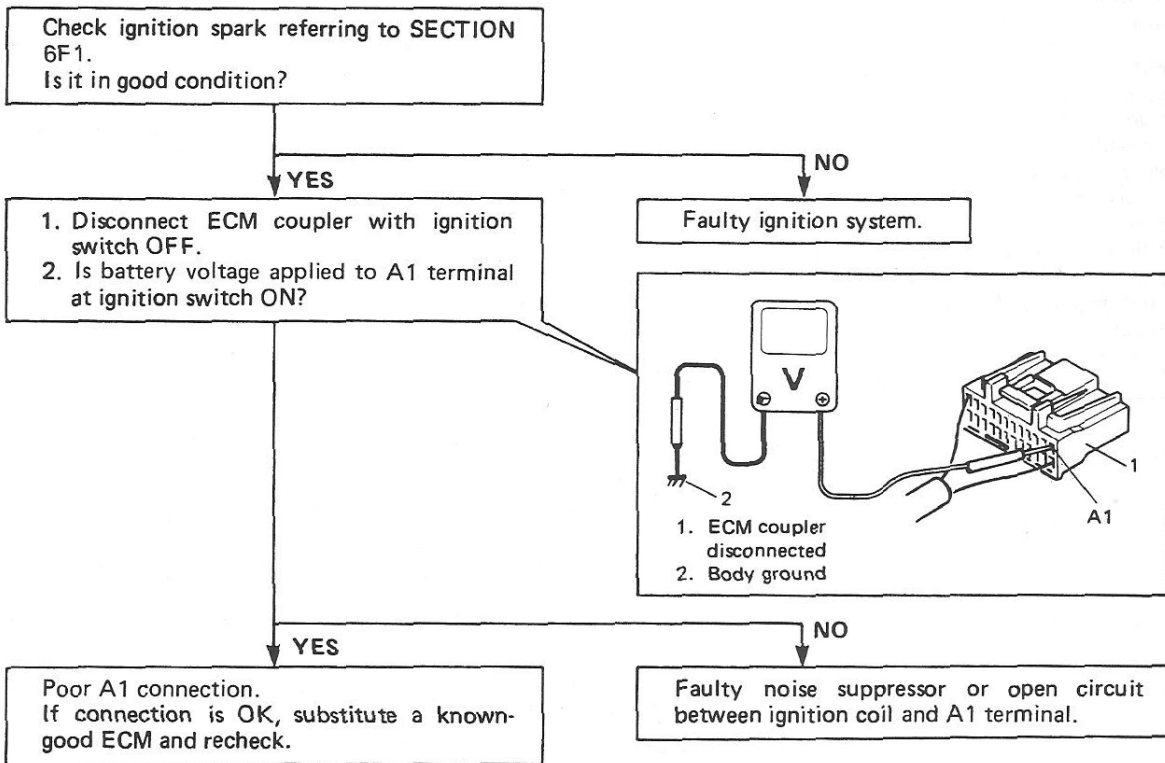 Check ignition spark referring to SECTION
6F1.
Is it in good condition?
YES
NO
1. Disconnect ECM coupler with ignition
switch OFF.
2. Is battery voltage applied to A1 terminal
at ignition switch ON?
Faulty ignition system.
V
2
1
A1
1. ECM coupler
disconnected
2. Body ground
YES
NO
Poor A1 connection.
If connection is OK, substitute a known-
good ECM and recheck.
Faulty noise suppressor or open circuit
between ignition coil and A1 terminal.